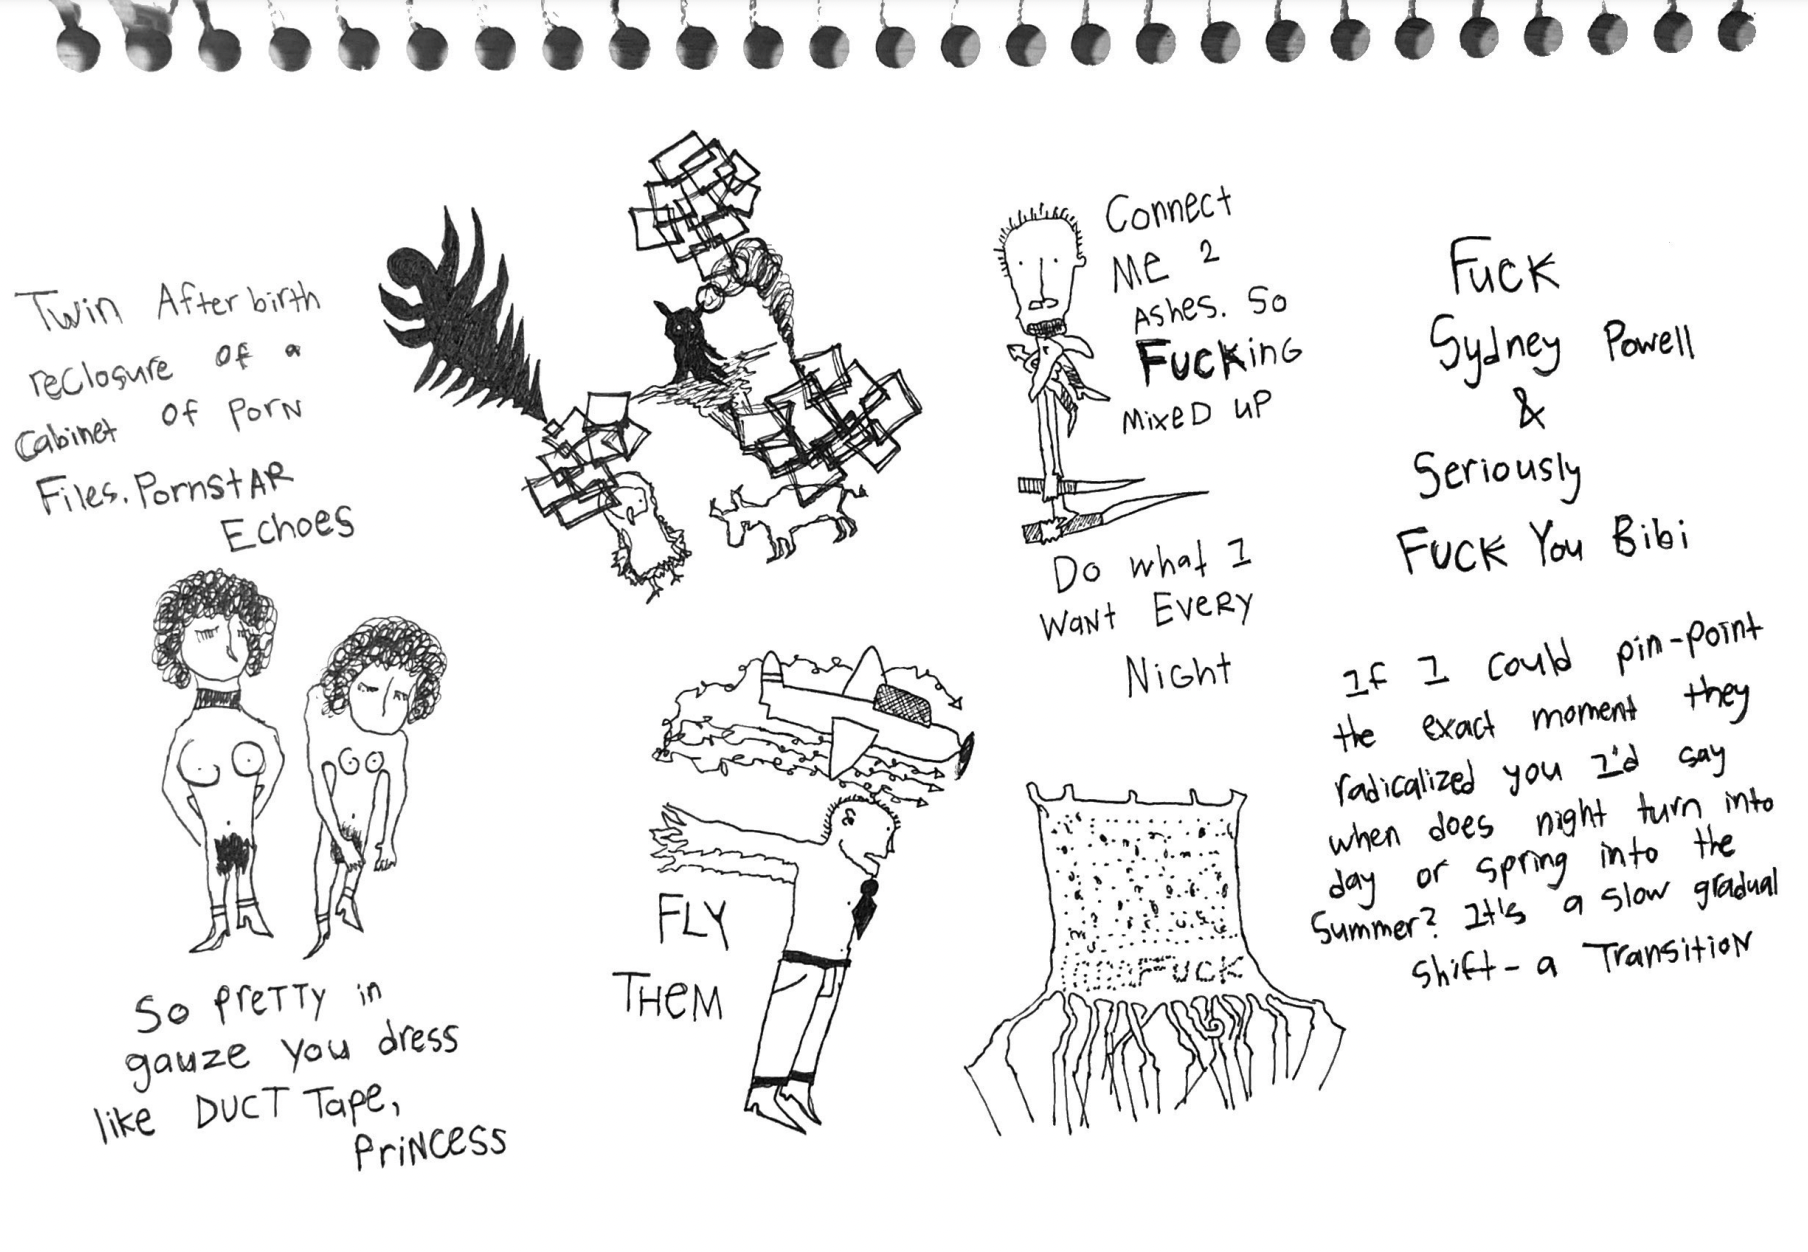 Twin Afterbirth
reclosure of a
Cabinet of Porn
Files. PornstAR
Echoes
So Pretty in
gauze you dress
like DUCT Tape,
Princess
FLY
THEM
Connect
Me 2
Ashes. So
FUCKing
Mixed UP
Do what I
Want Every
Night
FUCK
FUCK
Sydney Powell
&
Seriously
FUCK You Bibi
If I could pin-point
the exact moment they
radicalized you I'd say
when does night turn into
day or spring into the
Summer? It's a slow gradual
shift - a Transition